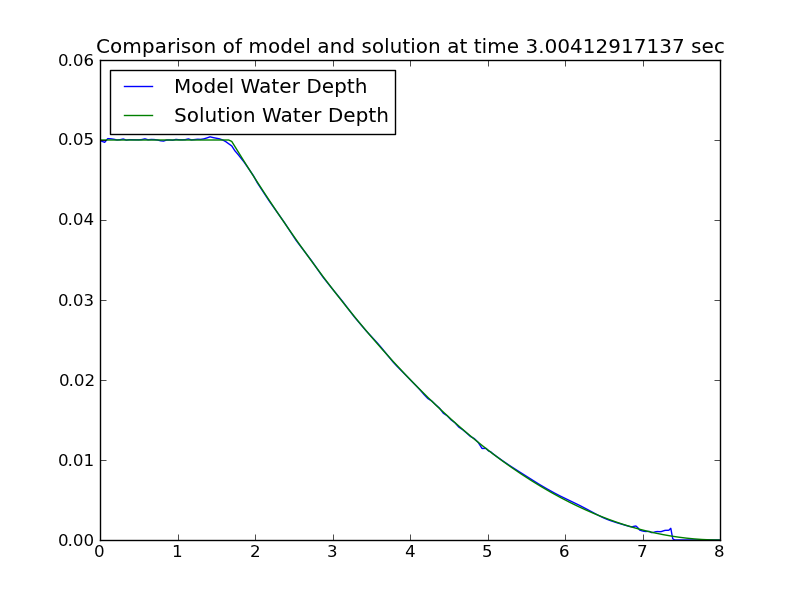 Comparison of model and solution at time 3.00412917137 sec
0.06
Model Water Depth
Solution Water Depth
0.05
0.04
0.03
0.02
0.01
0.00
0 1 2 3 4 5 6 7 8